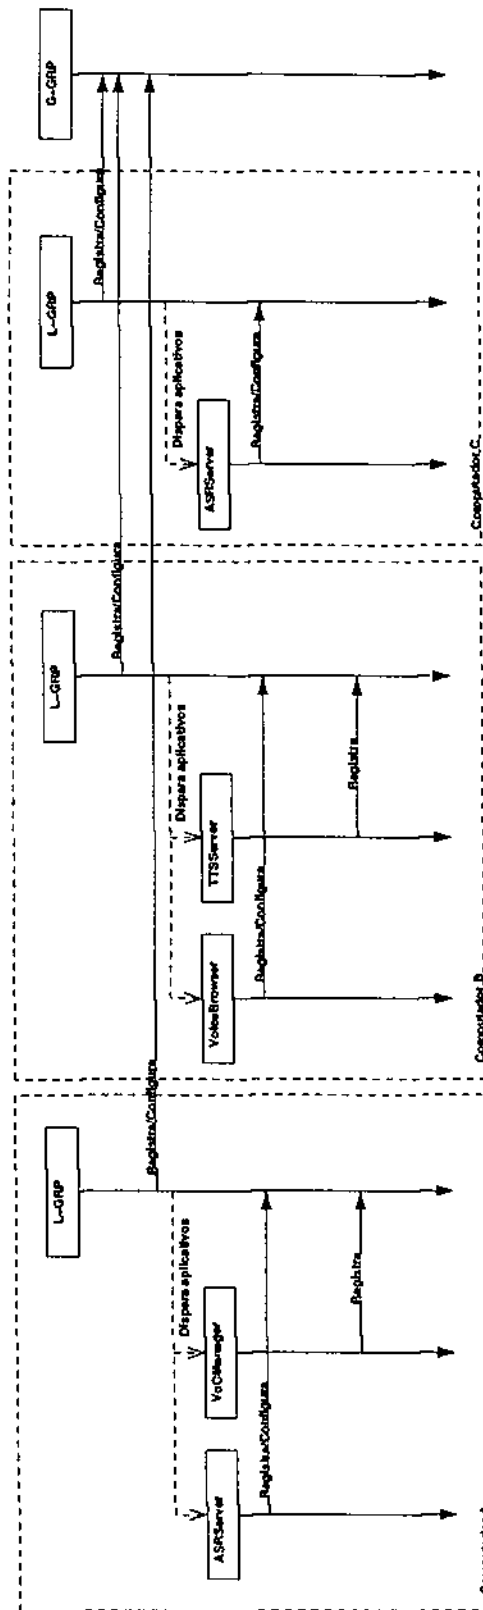 L-GRP
L-GRP
L-GRP
G-GRP
Registra/Configura
Registra/Configura
Registra/Configura
Dispara aplicativos
Dispara aplicativos
Dispara aplicativos
ASRServer
VoCManager
VoiceBrowser
TTSServer
ASRServer
Registra/Configura
Registra/Configura
Registra/Configura
Registra
Registra
Computador B
Computador C